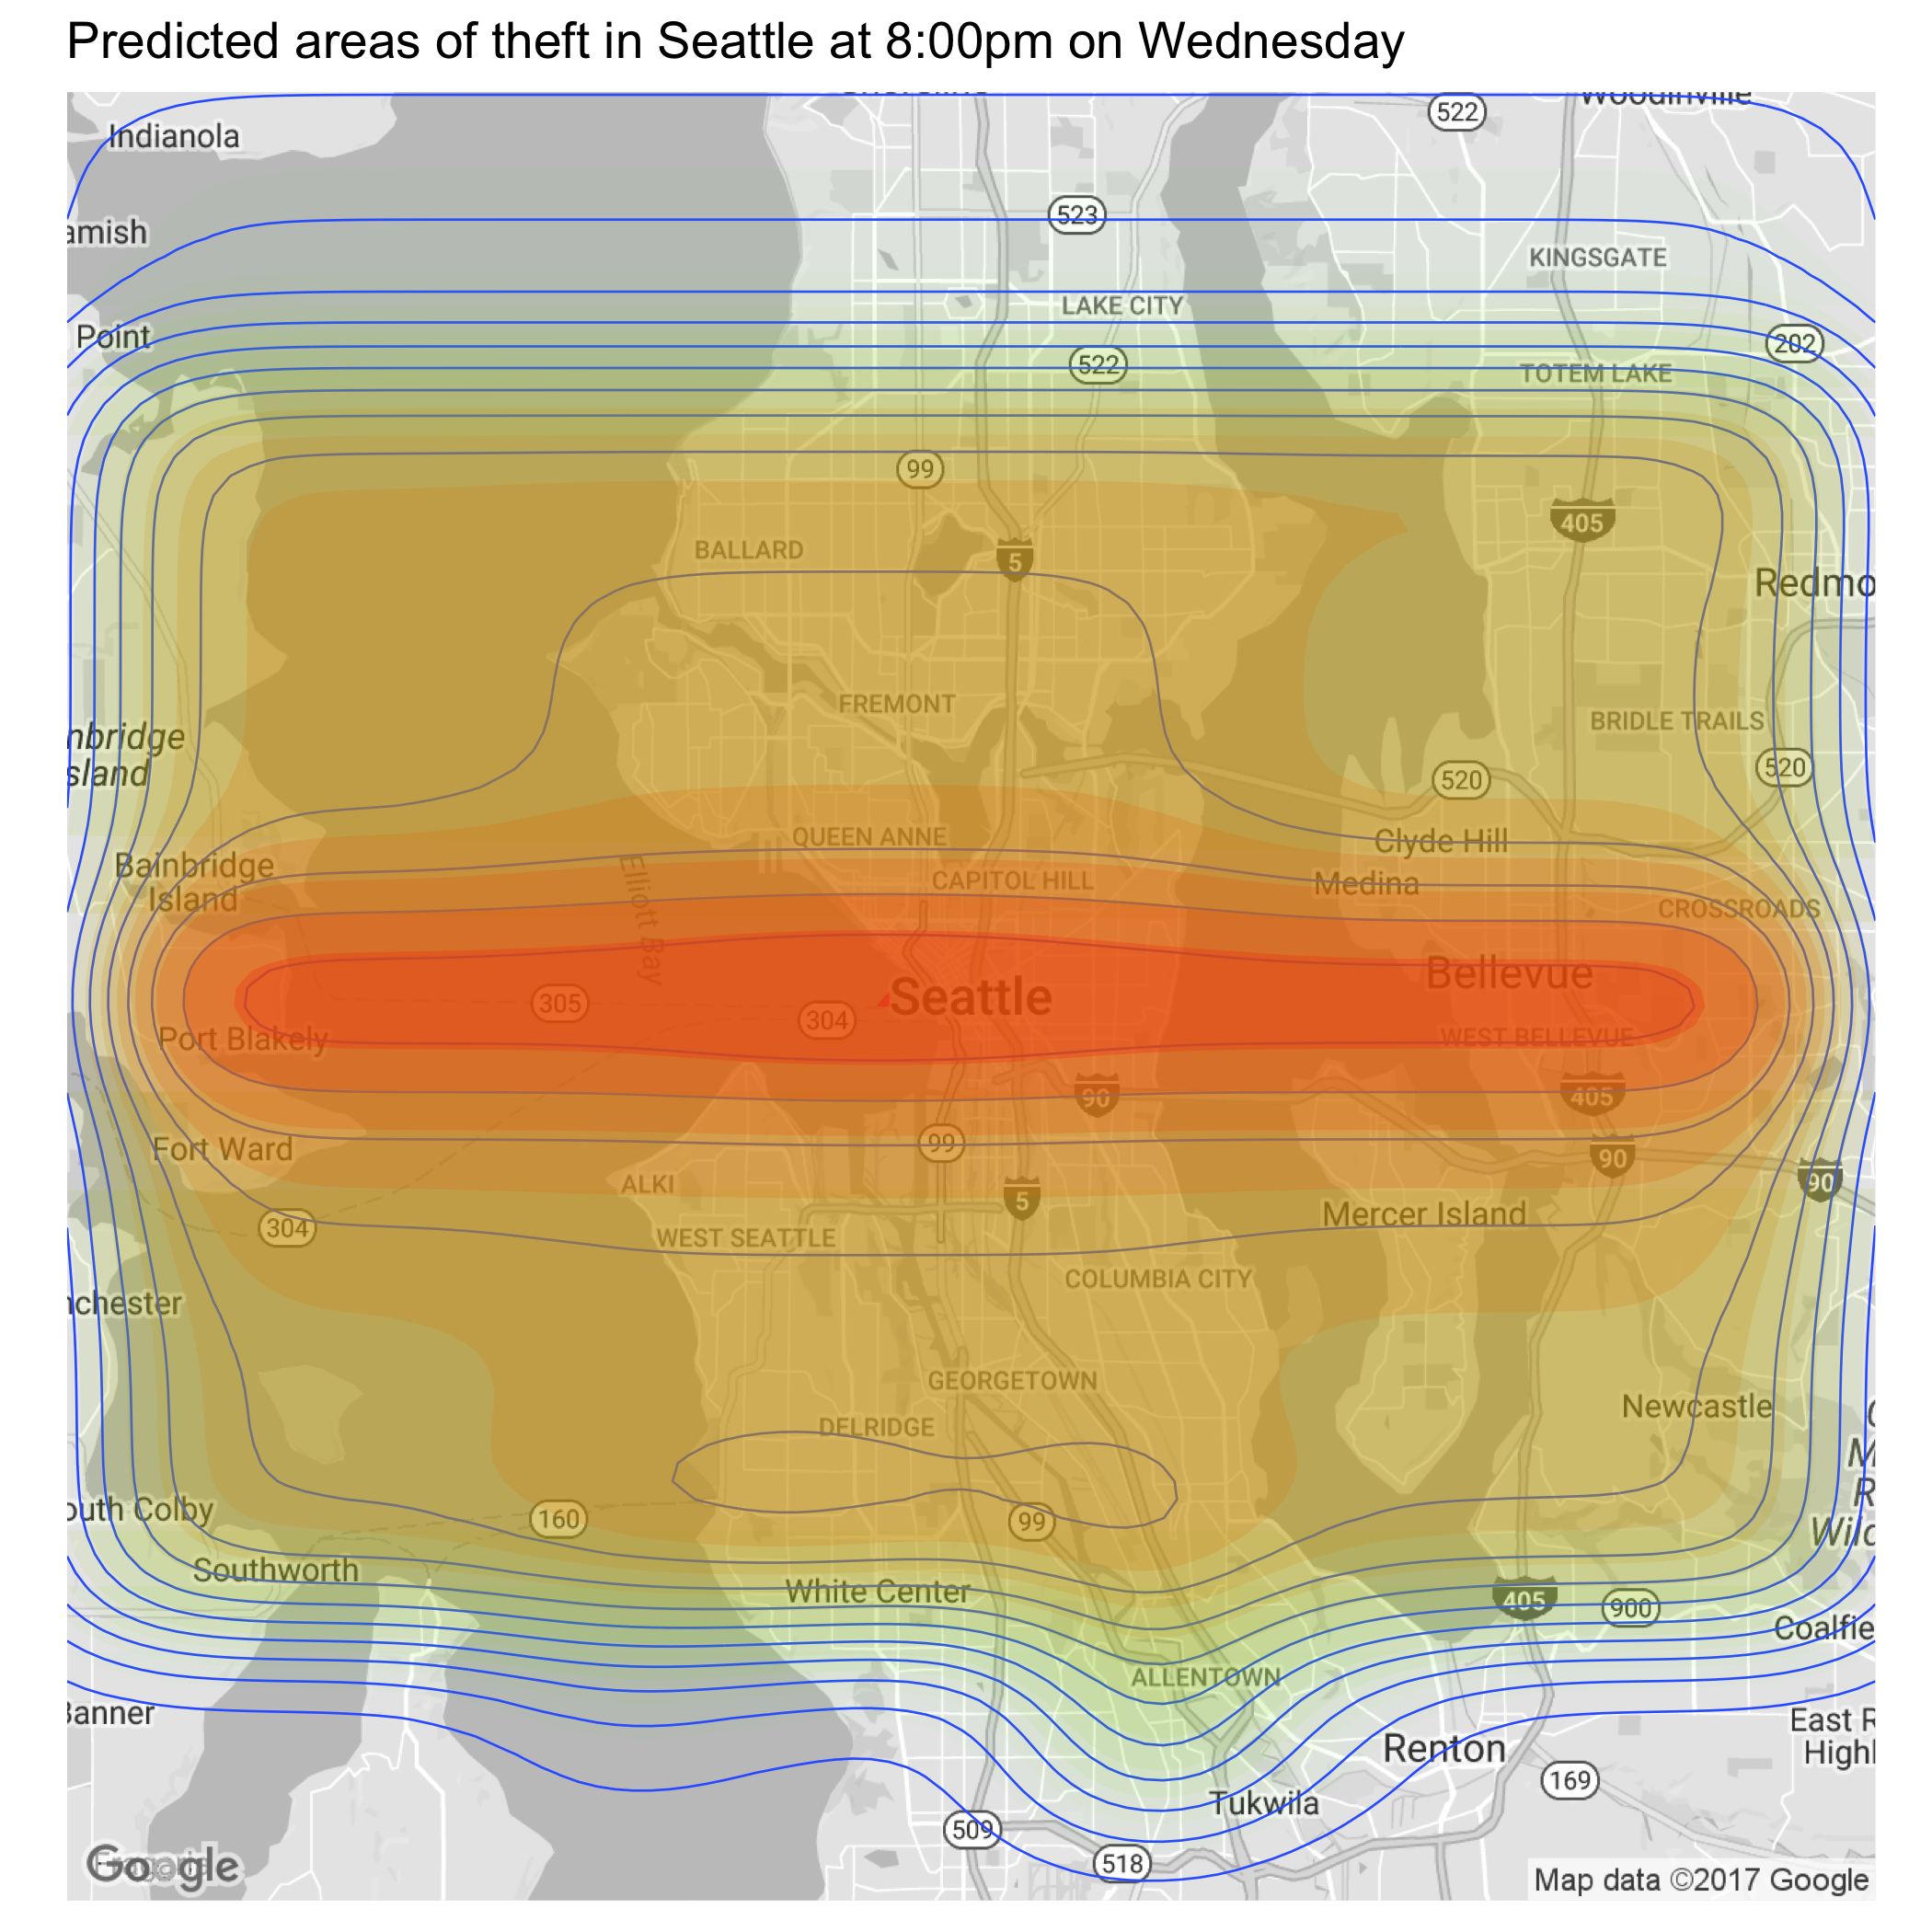 Predicted areas of theft in Seattle at 8:00pm on Wednesday
522
Indianola
523
amish
KINGSGATE
LAKE CITY
Point
202
522
TOTEM LAKE
99
405
BALLARD
5
Redmo
FREMONT
BRIDLE TRAILS
nbridge
sland
520
520
QUEEN ANNE
Clyde Hill
Bainbridge
Island
CAPITOL HILL
Medina
Elliott Bay
CROSSROADS
Bellevue
Seattle
305
304
Port Blakely
WEST BELLEVUE
90
405
99
Fort Ward
90
90
ALKI
5
Mercer Island
304
WEST SEATTLE
COLUMBIA CITY
nchester
GEORGETOWN
Newcastle
DELRIDGE
M
R
Wild
outh Colby
160
99
Southworth
White Center
405
900
Coalfie
ALLENTOWN
Banner
East R
Highl
Renton
169
Tukwila
509
518
Google
Map data ©2017 Google